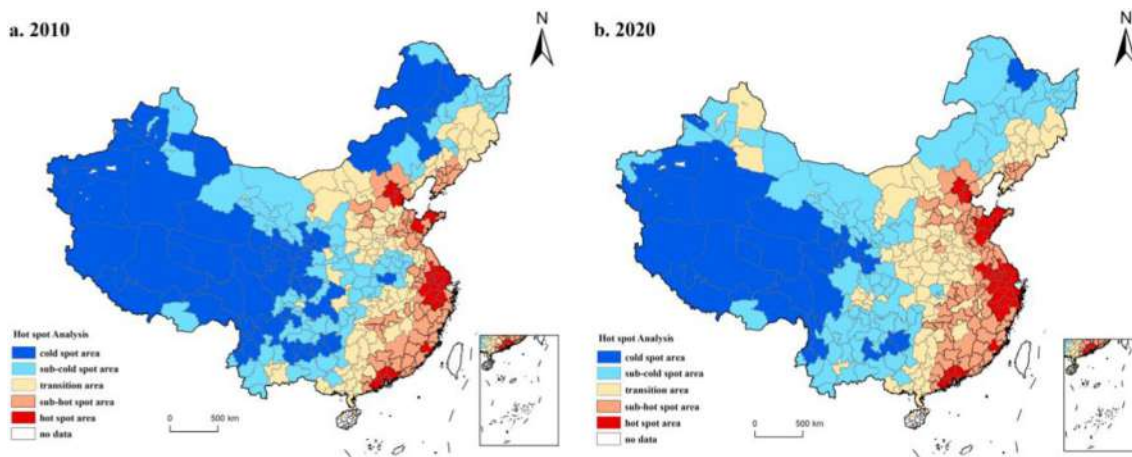 a. 2010
N
Hot spot Analysis
cold spot area
sub-cold spot area
transition area
sub-hot spot area
hot spot area
no data
0 500 km
b. 2020
N
Hot spot Analysis
cold spot area
sub-cold spot area
transition area
sub-hot spot area
hot spot area
no data
0 500 km